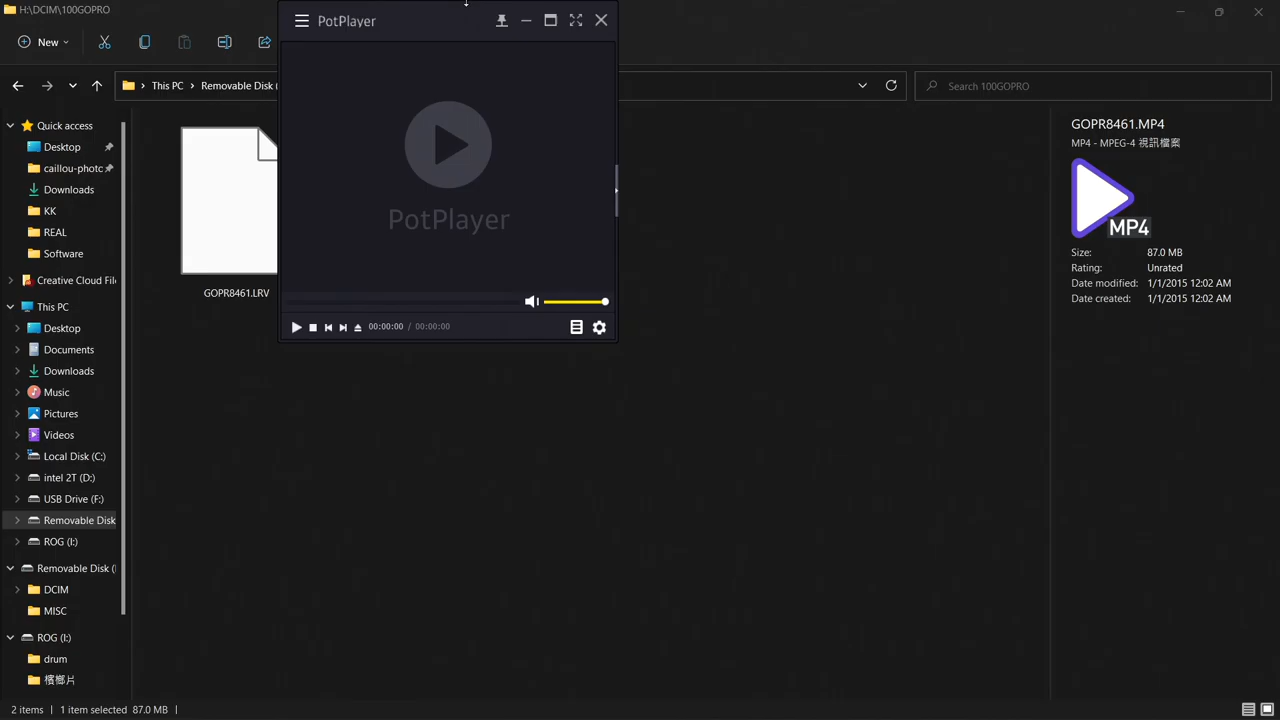 H:\DCIM\100GOPRO
PotPlayer
New
This PC
Removable Disk (
Search 100GOPRO
Quick access
Desktop
caillou-photc
Downloads
KK
REAL
Software
Creative Cloud File
This PC
Desktop
Documents
Downloads
Music
Pictures
Videos
Local Disk (C:)
intel 2T (D:)
USB Drive (F:)
Removable Disk
ROG (I:)
Removable Disk (
DCIM
MISC
ROG (I:)
drum
檳榔片
GOPR8461.LRV
PotPlayer
00:00:00 / 00:00:00
GOPR8461.MP4
MP4 - MPEG-4 視訊檔案
MP4
Size: 87.0 MB
Rating: Unrated
Date modified: 1/1/2015 12:02 AM
Date created: 1/1/2015 12:02 AM
2 items
1 item selected 87.0 MB